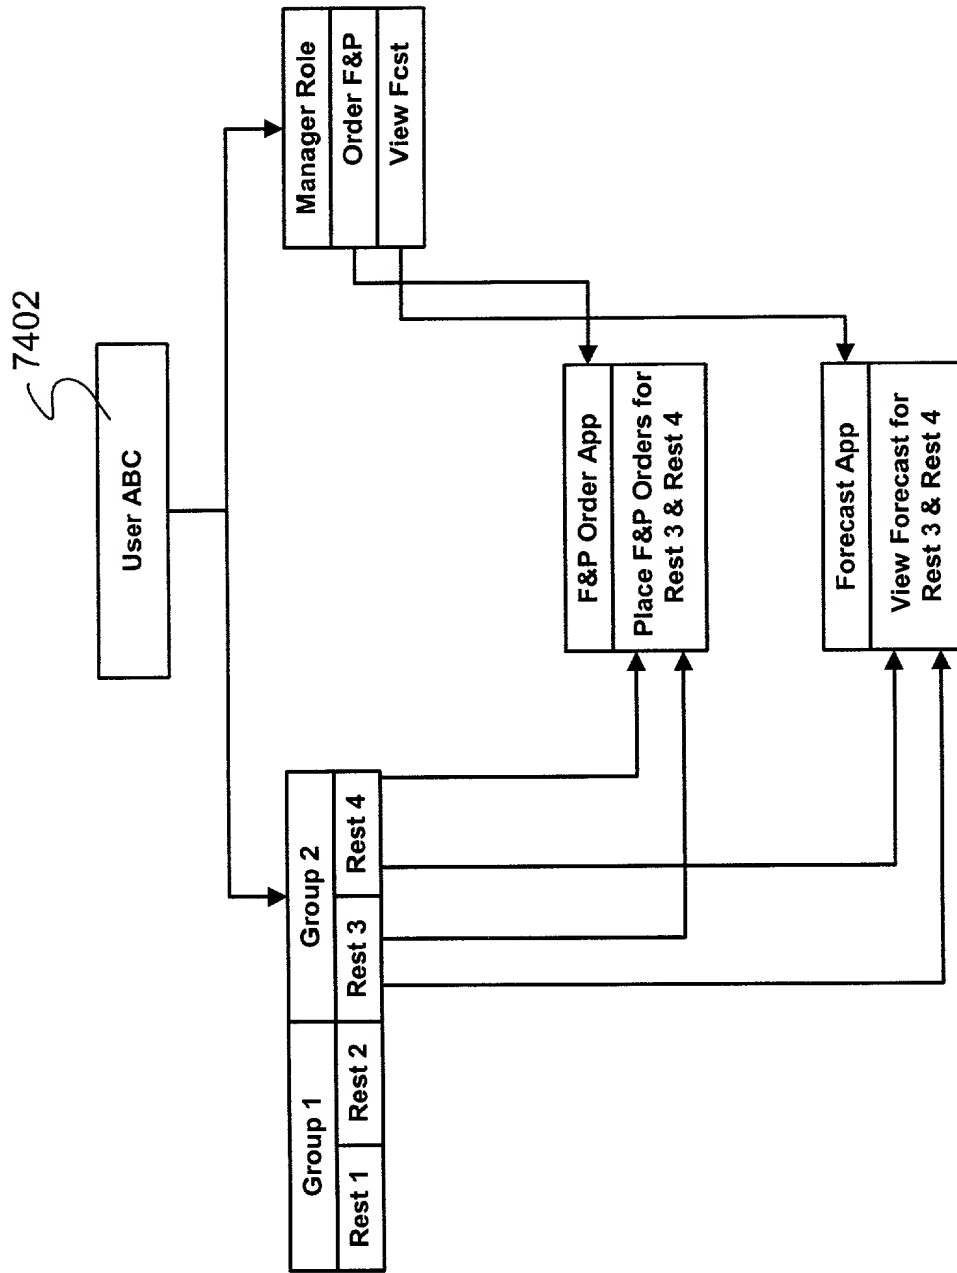 7402
User ABC
Group 1
Group 2
Rest 1
Rest 2
Rest 3
Rest 4
Manager Role
Order F&P
View Fcst
F&P Order App
Place F&P Orders for
Rest 3 & Rest 4
Forecast App
View Forecast for
Rest 3 & Rest 4